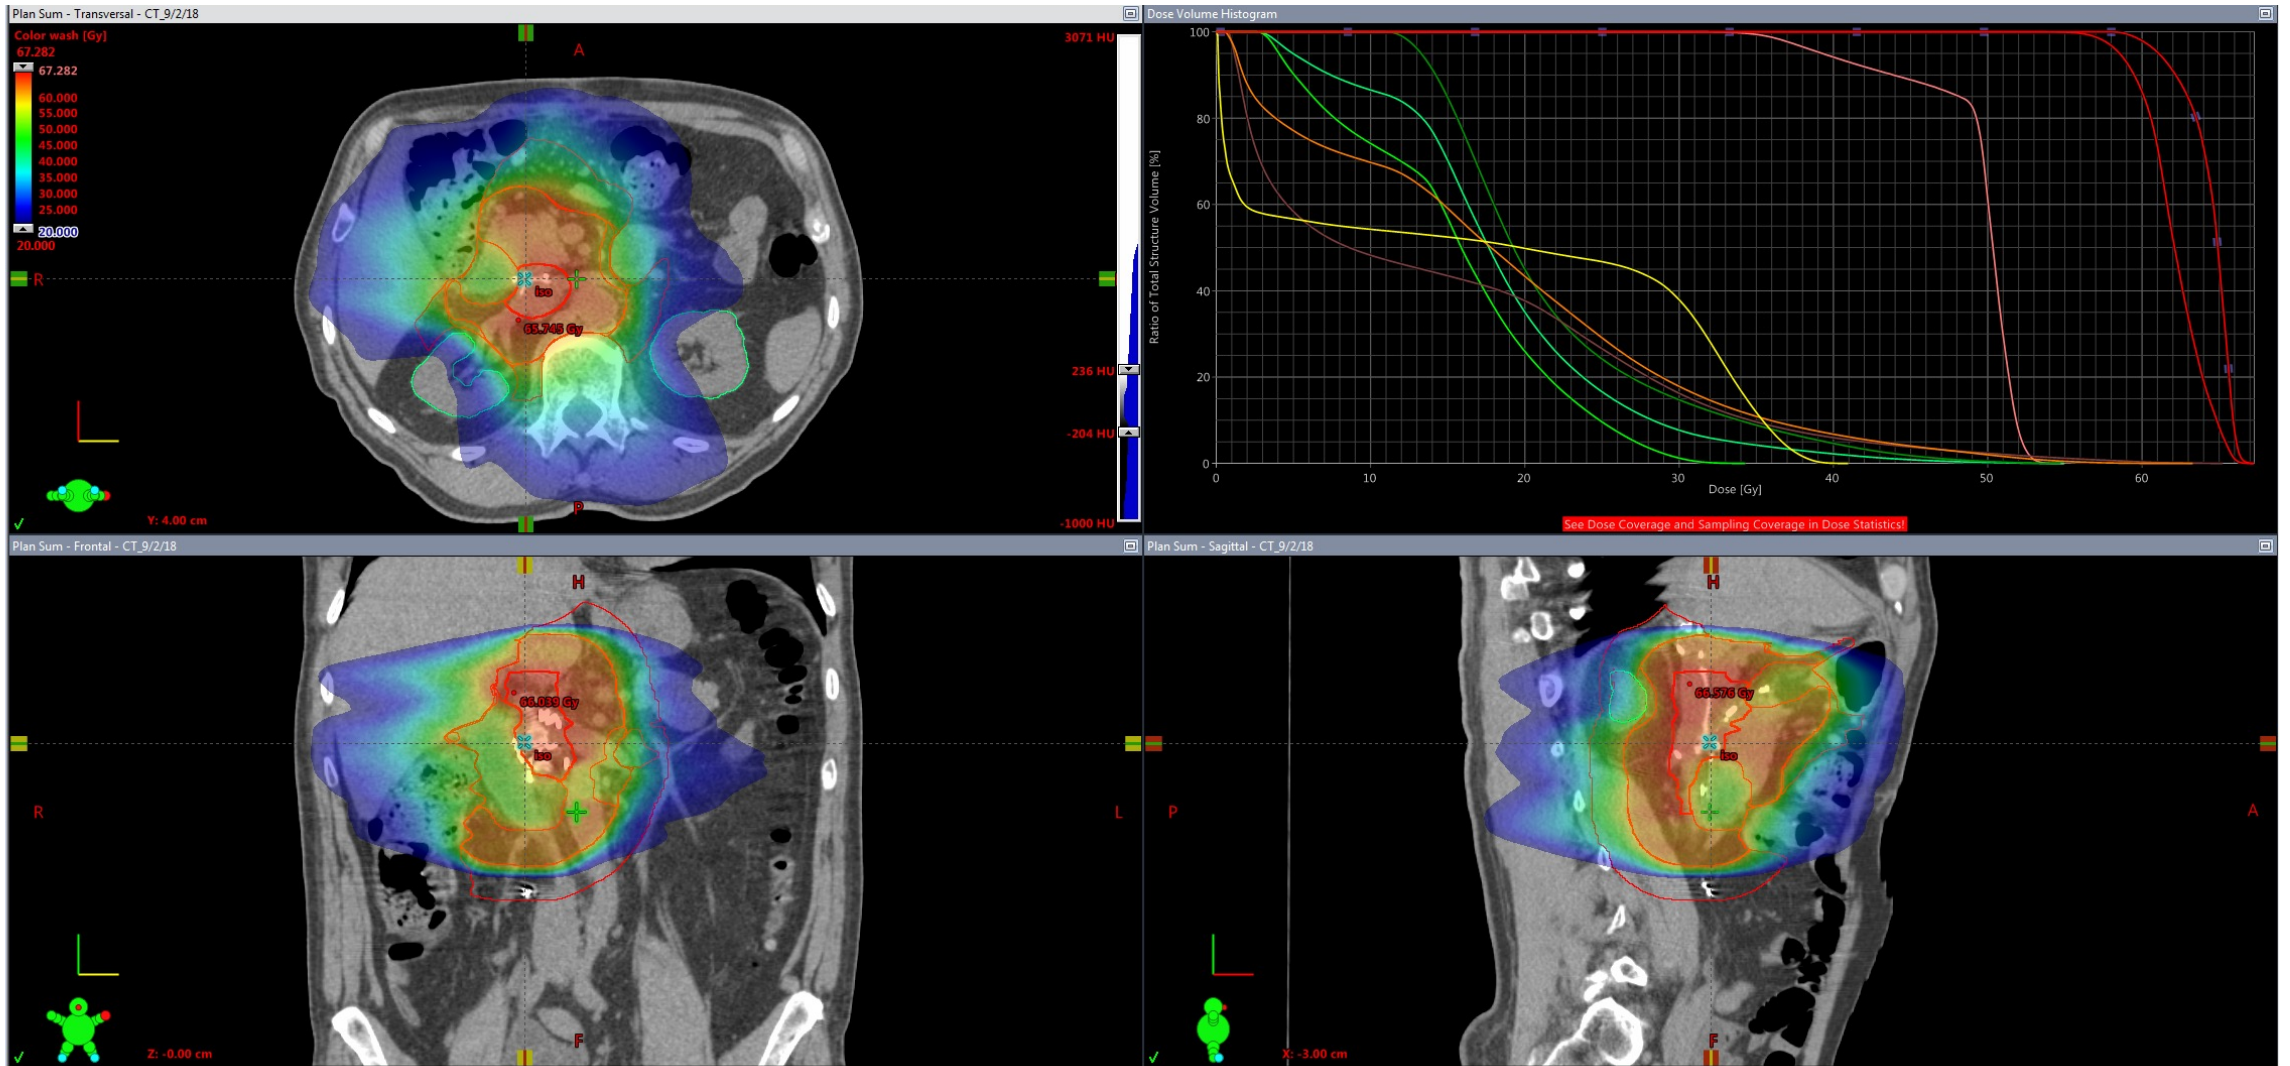 Plan Sum - Transversal - CT_9/2/18
Color wash [Gy]
67.282
67.282
60.000
55.000
50.000
45.000
40.000
35.000
30.000
25.000
20.000
20.000
A
R
iso
65.745 Gy
P
Y: 4.00 cm
3071 HU
236 HU
-204 HU
-1000 HU
Dose Volume Histogram
Ratio of Total Structure Volume [%]
100
80
60
40
20
0
0 10 20 30 40 50 60
Dose [Gy]
See Dose Coverage and Sampling Coverage in Dose Statistics!
Plan Sum - Frontal - CT_9/2/18
H
66.039 Gy
iso
R
L
F
Z: -0.00 cm
Plan Sum - Sagittal - CT_9/2/18
H
66.576 Gy
iso
P
A
F
X: -3.00 cm